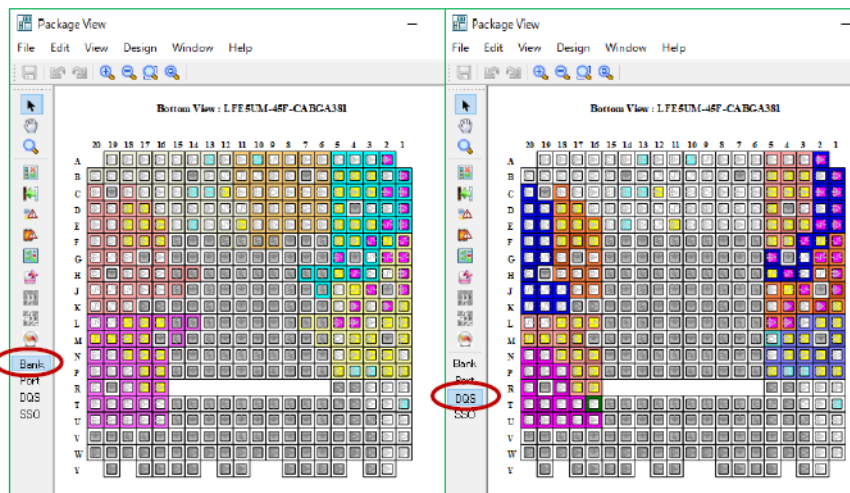 Package View
File Edit View Design Window Help
Bottom View : LFE5UM-45F-CABGA381
20 19 18 17 16 15 14 13 12 11 10 9 8 7 6 5 4 3 2 1
A
B
C
D
E
F
G
H
J
K
L
M
N
P
R
T
U
V
W
Y
Bank
Port
DQS
SSO
Package View
File Edit View Design Window Help
Bottom View : LFE5UM-45F-CABGA381
20 19 18 17 16 15 14 13 12 11 10 9 8 7 6 5 4 3 2 1
A
B
C
D
E
F
G
H
J
K
L
M
N
P
R
T
U
V
W
Y
Bank
Port
DQS
SSO